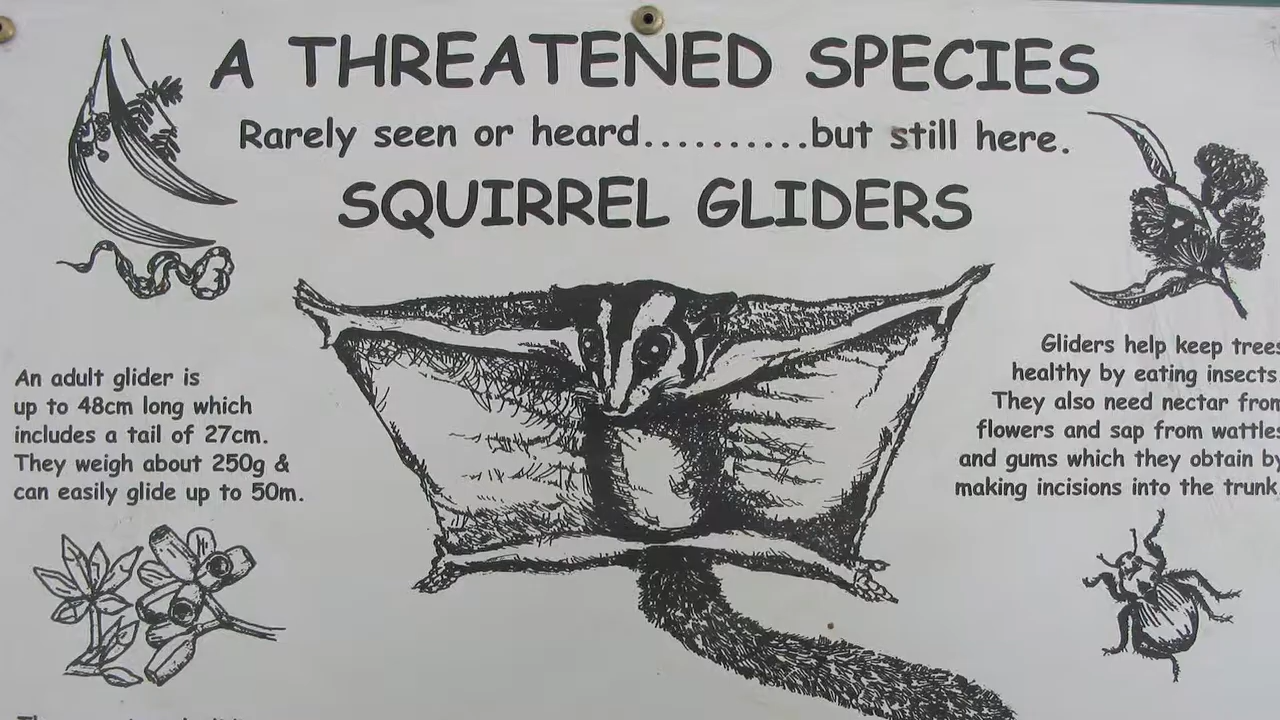 A THREATENED SPECIES
Rarely seen or heard..........but still here.
SQUIRREL GLIDERS
An adult glider is
up to 48cm long which
includes a tail of 27cm.
They weigh about 250g &
can easily glide up to 50m.
Gliders help keep trees
healthy by eating insects.
They also need nectar from
flowers and sap from wattles
and gums which they obtain by
making incisions into the trunk.